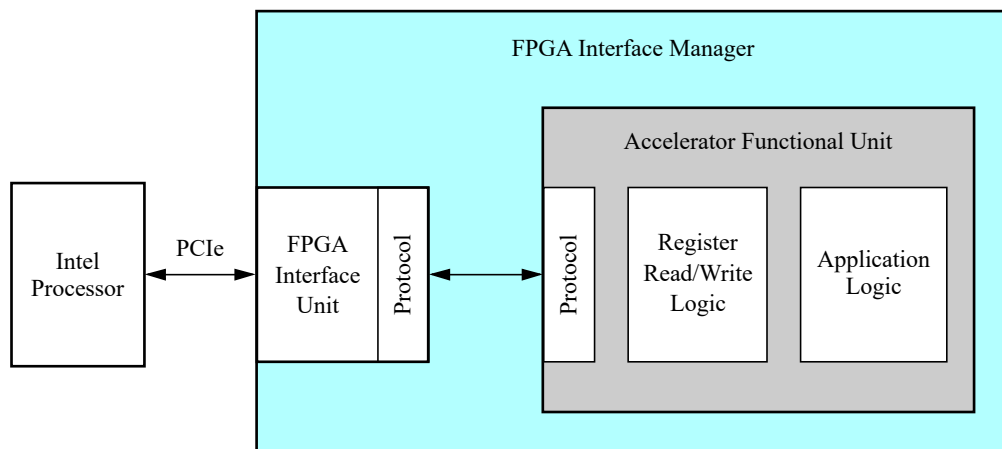 FPGA Interface Manager
Accelerator Functional Unit
Intel
Processor
PCIe
FPGA
Interface
Unit
Protocol
Protocol
Register
Read/Write
Logic
Application
Logic